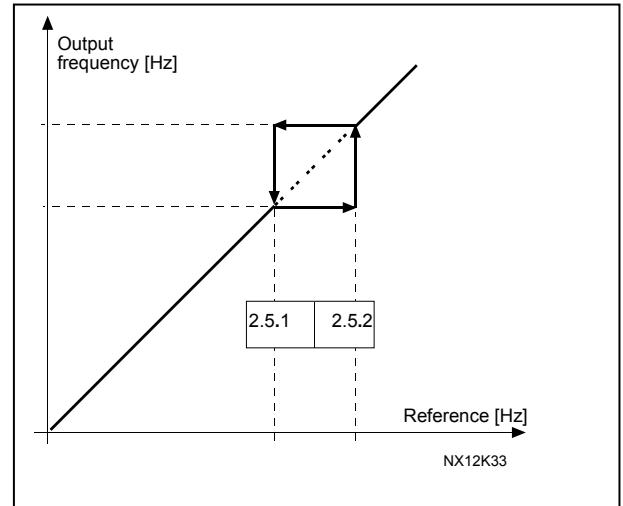 Output
frequency [Hz]
2.5.1 2.5.2
Reference [Hz]
NX12K33